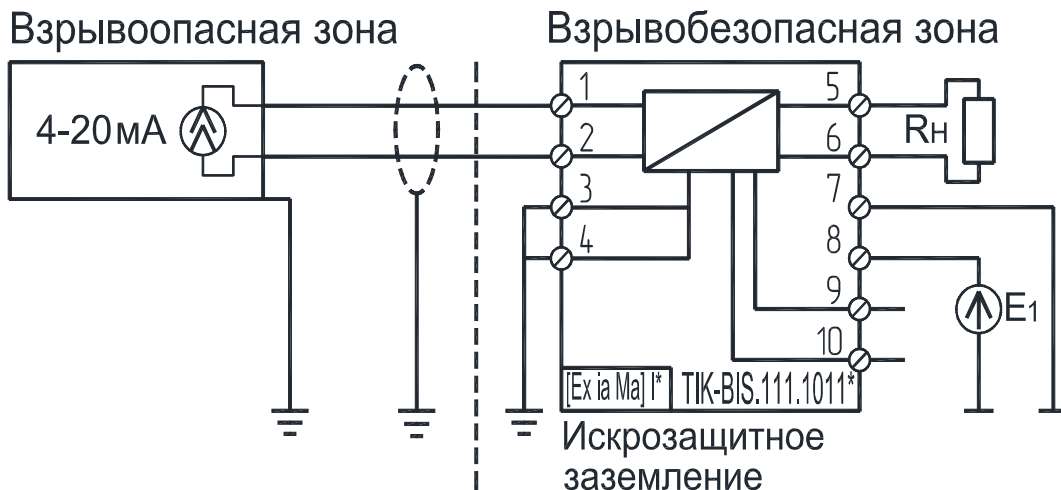 Взрывоопасная зона
Взрывобезопасная зона
4-20мА
1
2
3
4
5
6
7
8
9
10
Rн
E1
[Ex ia Ma] I*
TIK-BIS.111.1011*
Искрозащитное
заземление